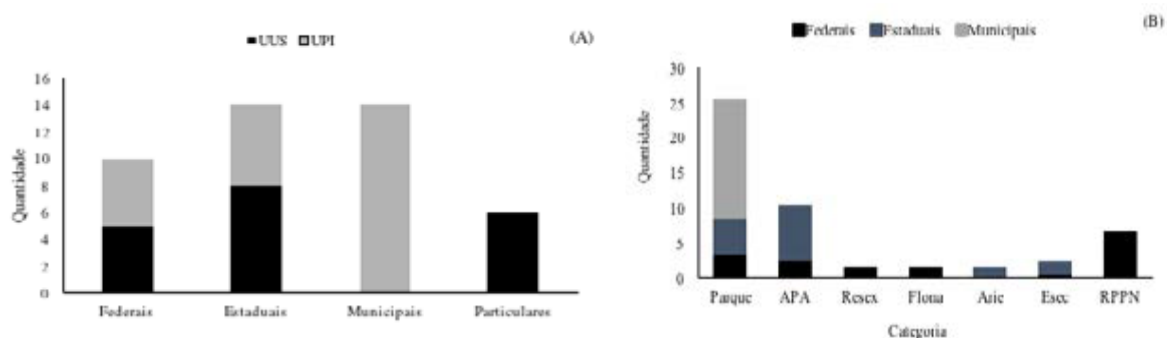 UUS UPI
(A)
Quantidade
16
14
12
10
8
6
4
2
0
Federais Estaduais Municipais Particulares
(B)
Federais Estaduais Municipais
Quantidade
30
25
20
15
10
5
0
Parque APA Resex Flona Arie Esec RPPN
Categoria